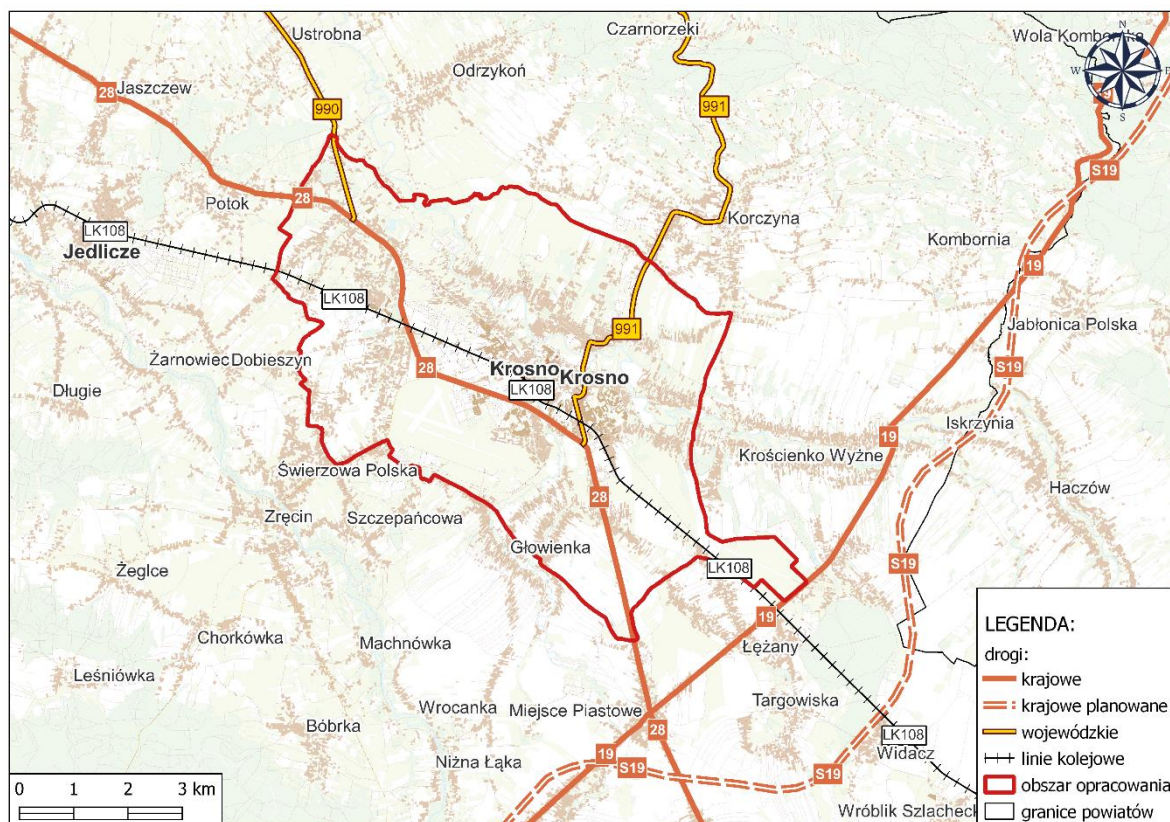 Ustrobna
Czarnorzeki
Wola Komborska
N
W
E
S
Odrzykoń
Jaszczew
28
990
991
19
S19
Potok
28
Korczyna
LK108
Jedlicze
Kombornia
19
LK108
991
Jabłonica Polska
Żarnowiec Dobieszyn
28
Krosno
Krosno
LK108
S19
Długie
Iskrzynia
19
Krościenko Wyżne
Świerzowa Polska
Haczów
28
Zręcin
Szczepańcowa
Głowienka
LK108
S19
Żeglce
19
Chorkówka
Machnówka
Łężany
Leśniówka
Targowiska
Wrocanka
Miejsce Piastowe
Bóbrka
28
LK108
Widacz
Niżna Łąka
19
S19
S19
Wróblik Szlacheck
0 1 2 3 km
LEGENDA:
drogi:
krajowe
krajowe planowane
wojewódzkie
linie kolejowe
obszar opracowania
granice powiatów